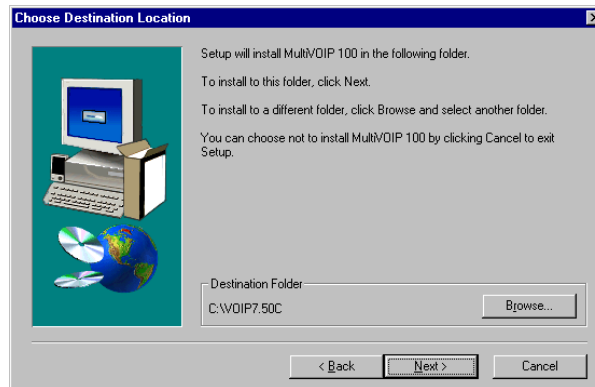 Choose Destination Location
Setup will install MultiVOIP 100 in the following folder.
To install to this folder, click Next.
To install to a different folder, click Browse and select another folder.
You can choose not to install MultiVOIP 100 by clicking Cancel to exit
Setup.
Destination Folder
C:\VOIP7.50C
Browse...
< Back
Next >
Cancel